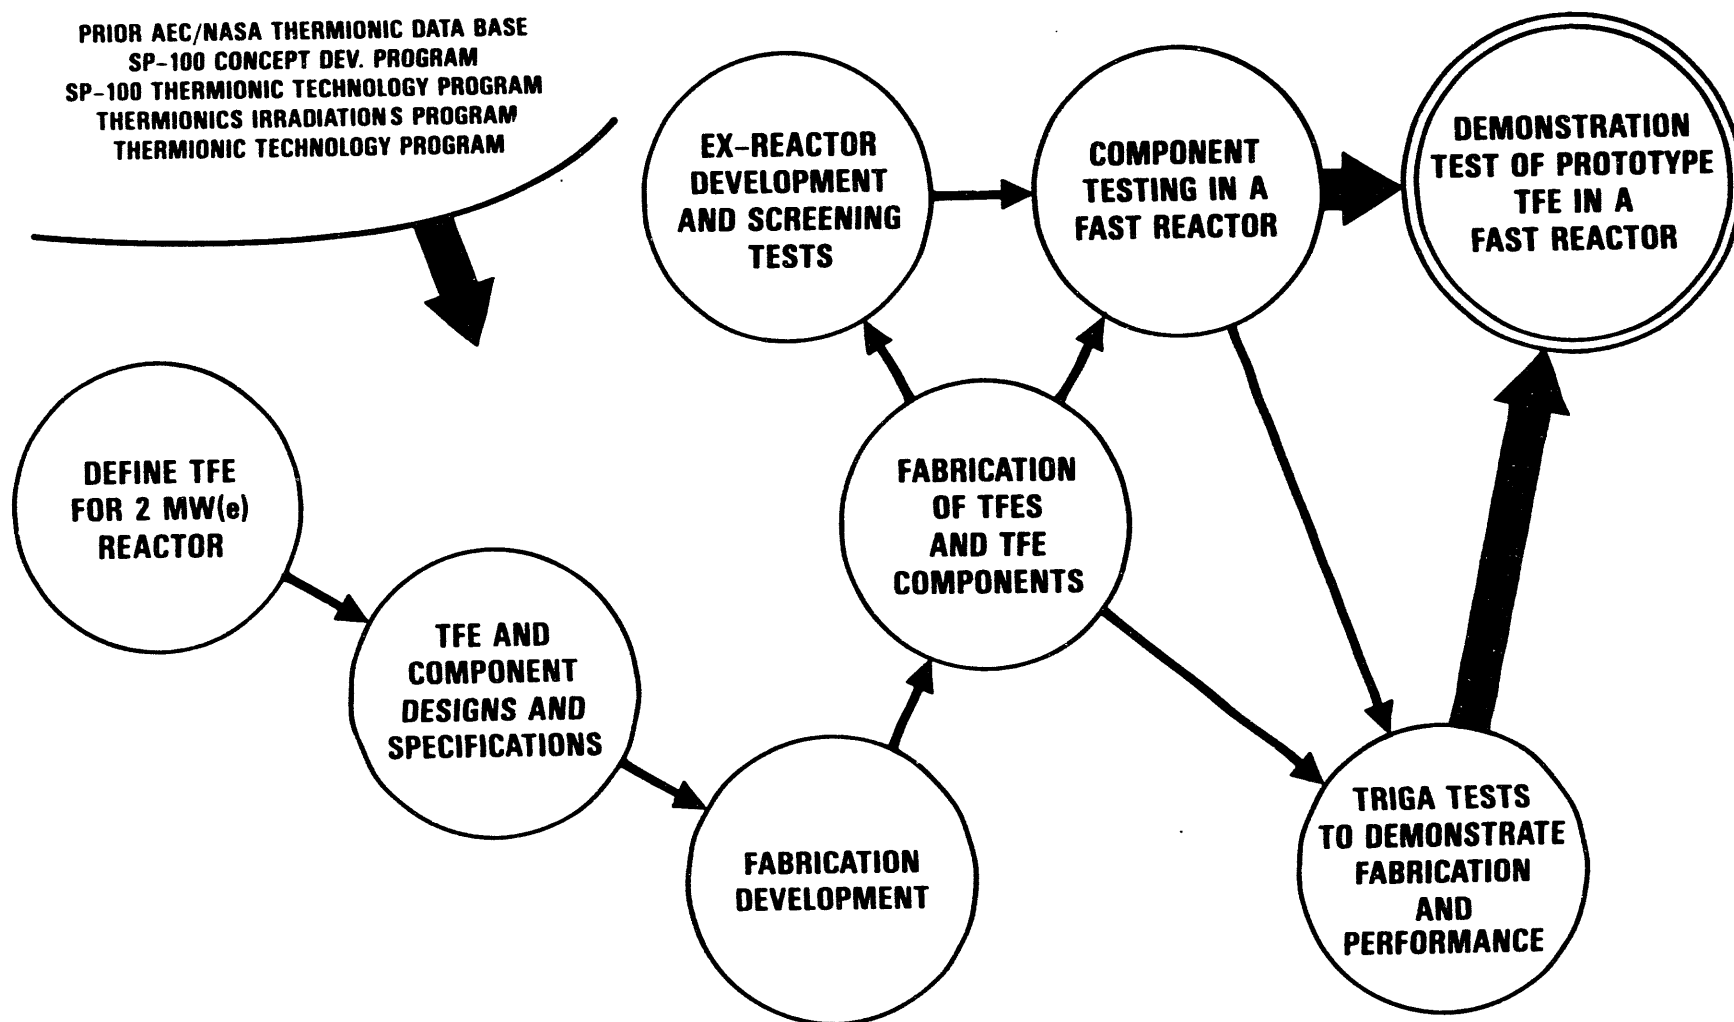 PRIOR AEC/NASA THERMIONIC DATA BASE
SP-100 CONCEPT DEV. PROGRAM
SP-100 THERMIONIC TECHNOLOGY PROGRAM
THERMIONICS IRRADIATIONS PROGRAM
THERMIONIC TECHNOLOGY PROGRAM
DEFINE TFE
FOR 2 MW(e)
REACTOR
TFE AND
COMPONENT
DESIGNS AND
SPECIFICATIONS
FABRICATION
DEVELOPMENT
FABRICATION
OF TFES
AND TFE
COMPONENTS
EX-REACTOR
DEVELOPMENT
AND SCREENING
TESTS
COMPONENT
TESTING IN A
FAST REACTOR
TRIGA TESTS
TO DEMONSTRATE
FABRICATION
AND
PERFORMANCE
DEMONSTRATION
TEST OF PROTOTYPE
TFE IN A
FAST REACTOR